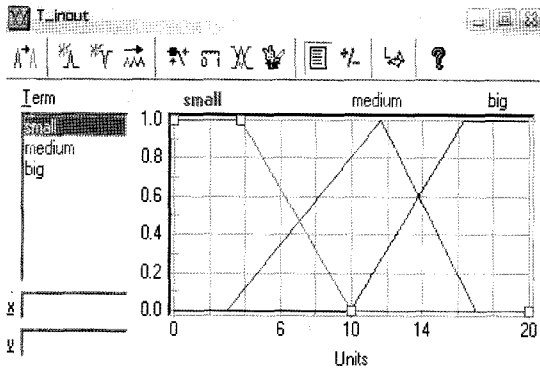 T_inout
Term
small
medium
big
small medium big
1.0
0.8
0.6
0.4
0.2
0.0
0 6 10 14 20
Units
x
y